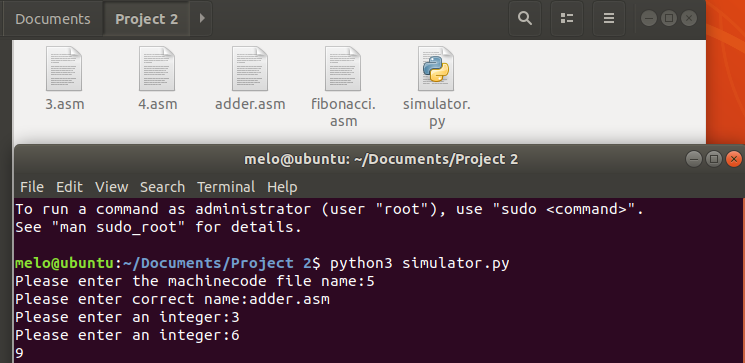 Documents
Project 2
3.asm
4.asm
adder.asm
fibonacci.
asm
simulator.
py
melo@ubuntu: ~/Documents/Project 2
File Edit View Search Terminal Help
To run a command as administrator (user "root"), use "sudo <command>".
See "man sudo_root" for details.
melo@ubuntu:~/Documents/Project 2$ python3 simulator.py
Please enter the machinecode file name:5
Please enter correct name:adder.asm
Please enter an integer:3
Please enter an integer:6
9